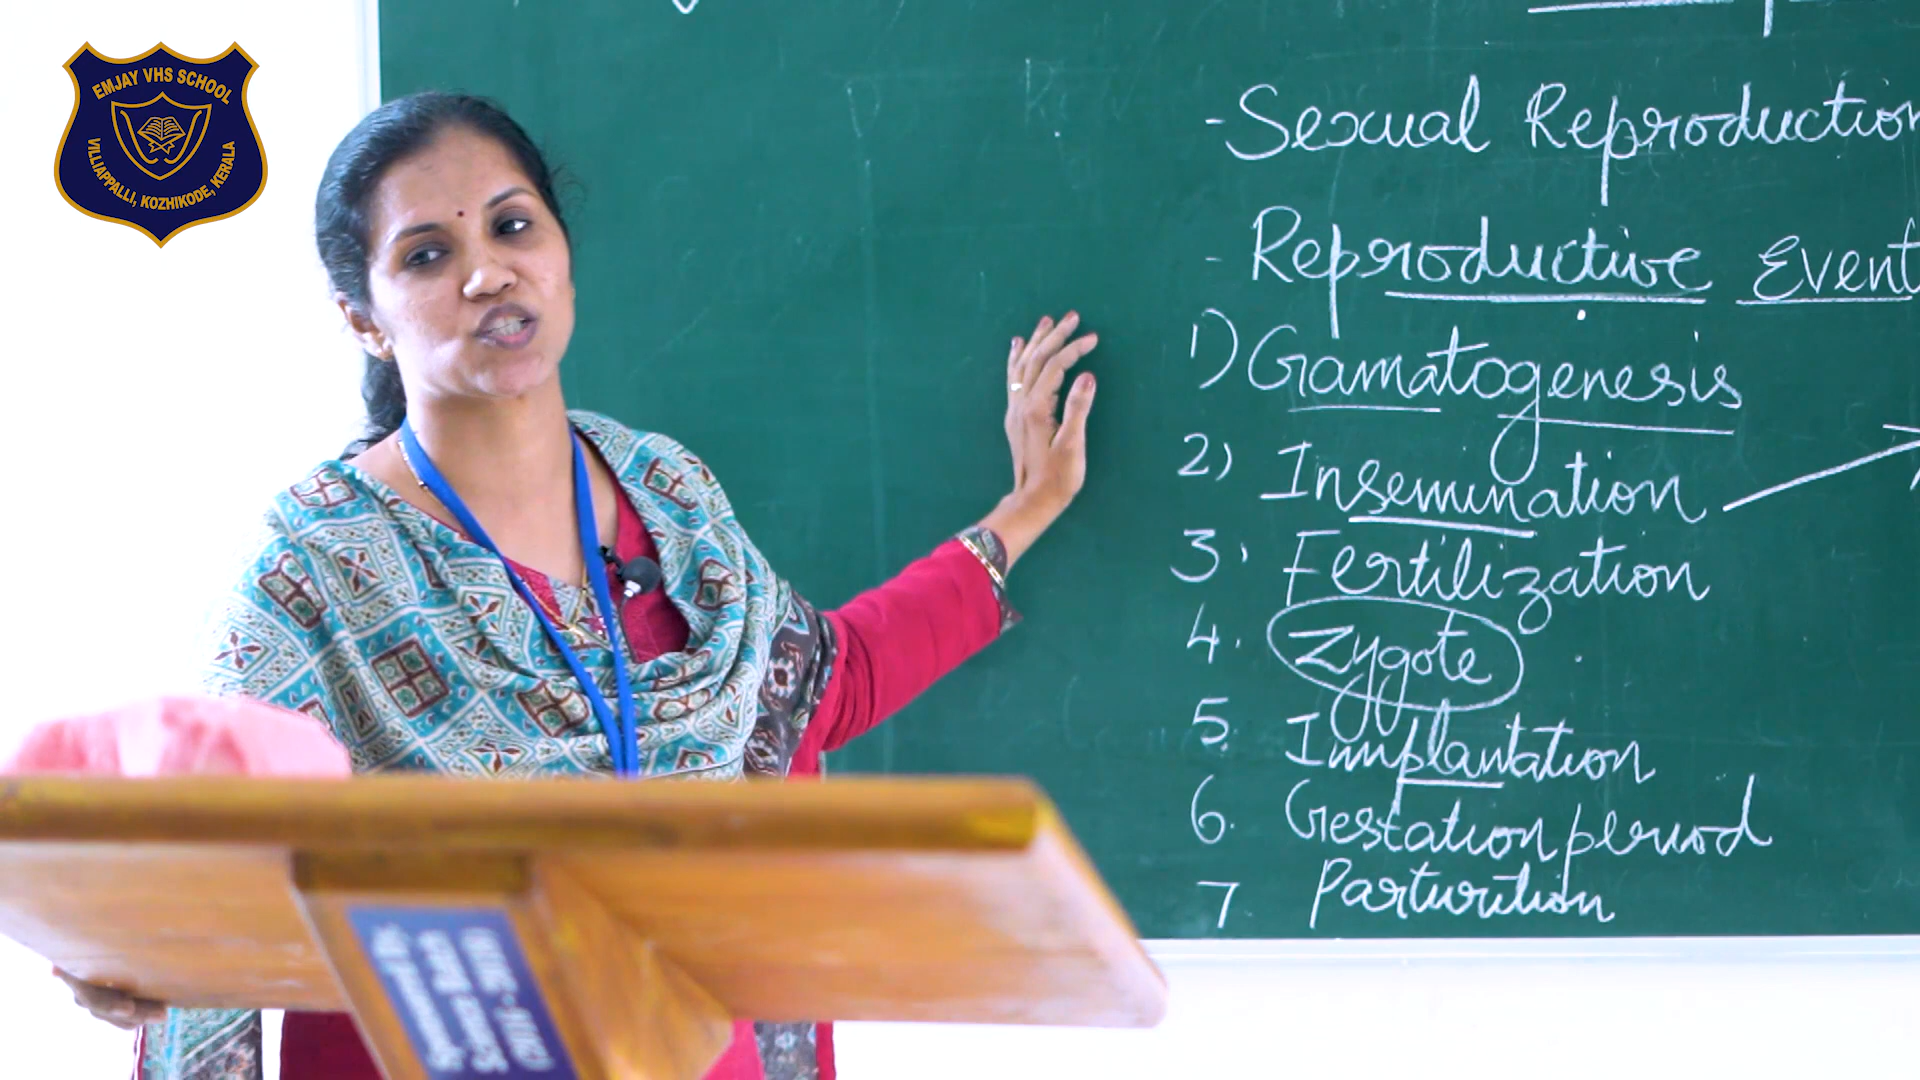 EMJAY VHS SCHOOL
VILLIAPPALLI, KOZHIKODE, KERALA
- Sexual Reproduction
- Reproductive Event
1) Gamatogenesis
2) Insemination
3, Fertilization
4. Zygote
5. Implantation
6. Gestation period
7 Parturition